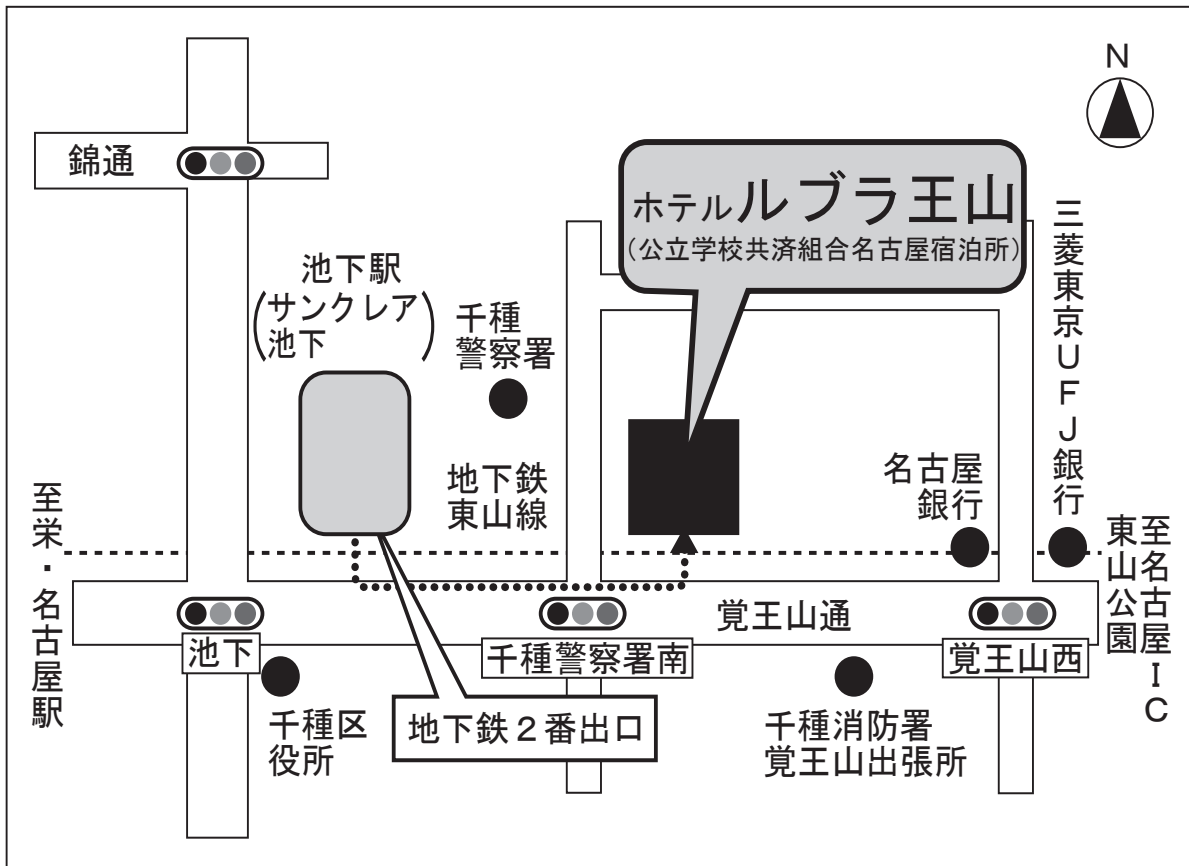 N
錦通
ホテルルブラ王山
(公立学校共済組合名古屋宿泊所)
池下駅
(サンクレア
池下)
千種
警察署
三菱東京UFJ銀行
地下鉄
東山線
名古屋
銀行
至栄・名古屋駅
至名古屋IC
東山公園
覚王山通
池下
千種警察署南
覚王山西
千種区
役所
地下鉄2番出口
千種消防署
覚王山出張所